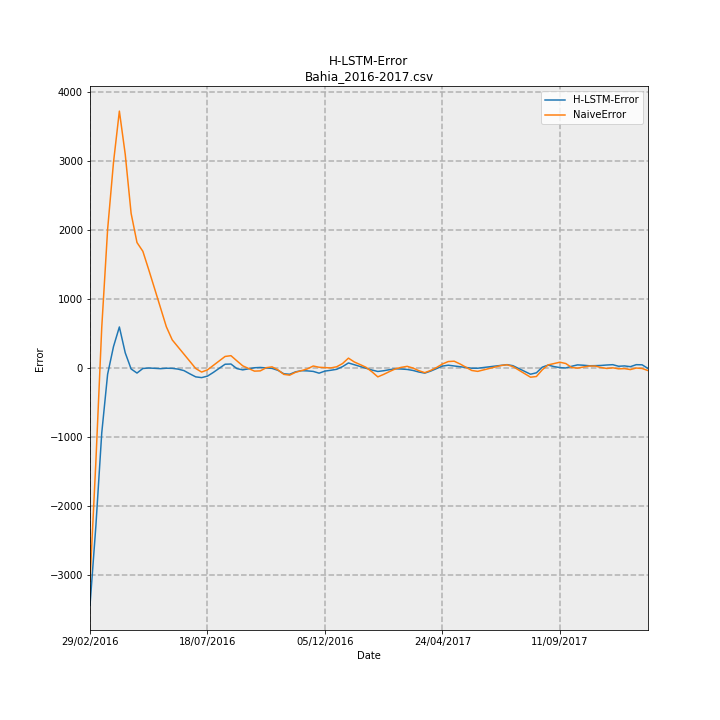 H-LSTM-Error
Bahia_2016-2017.csv
H-LSTM-Error
NaiveError
4000
3000
2000
1000
0
−1000
−2000
−3000
Error
29/02/2016 18/07/2016 05/12/2016 24/04/2017 11/09/2017
Date